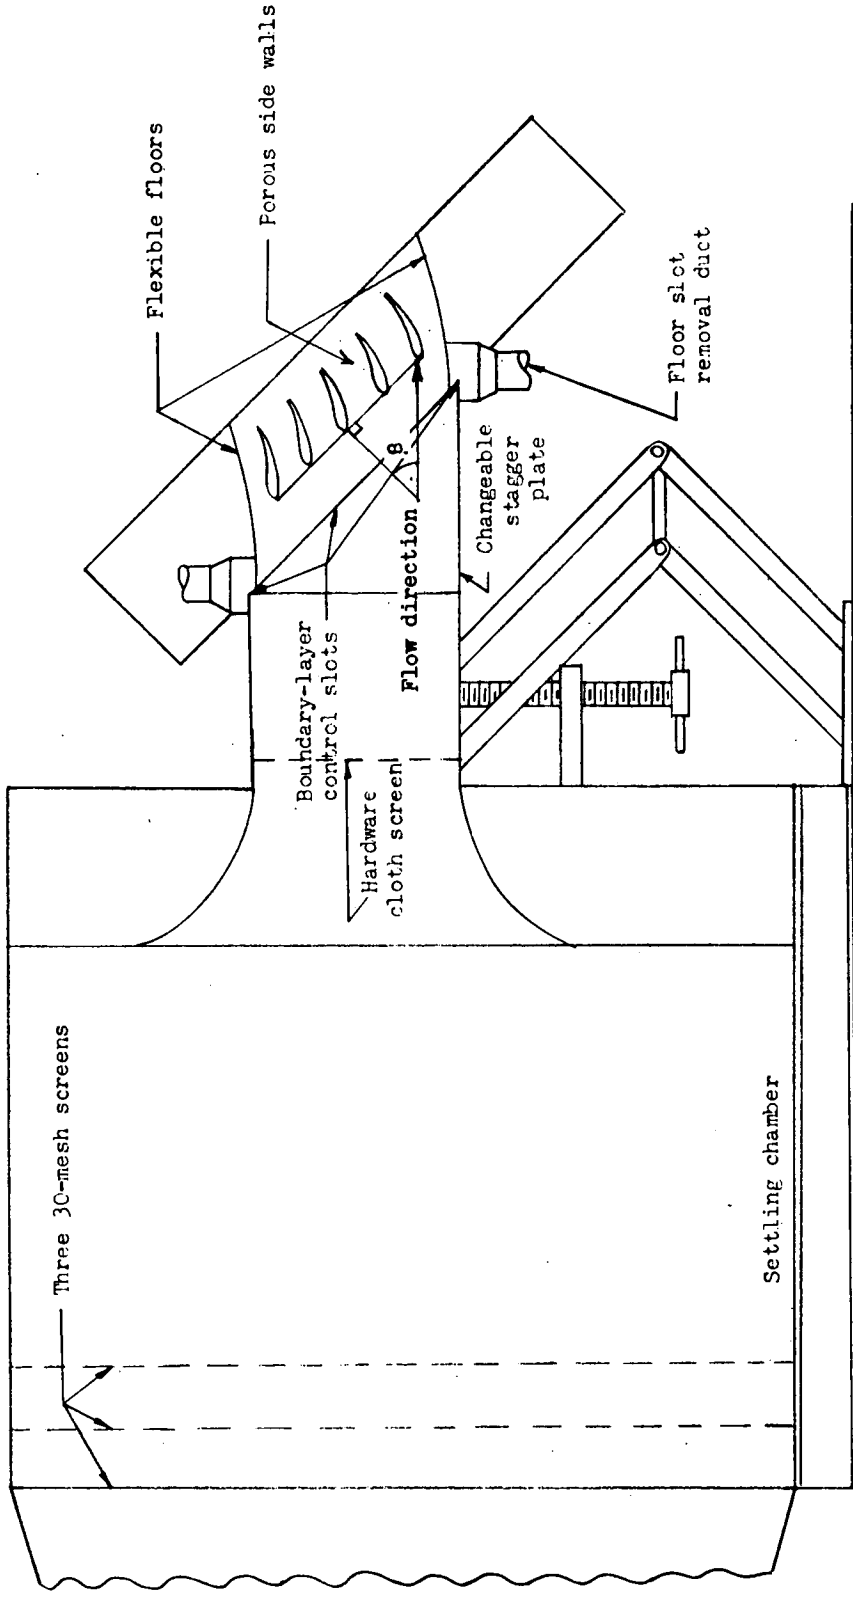 Flexible floors
Porous side walls
Three 30-mesh screens
Boundary-layer
control slots
Flow direction
β
Hardware
cloth screen
Changeable
stagger
plate
Floor slot
removal duct
Settling chamber